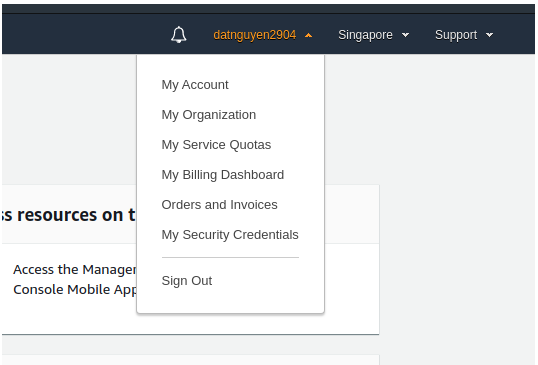 datnguyen2904 Singapore Support
My Account
My Organization
My Service Quotas
My Billing Dashboard
Orders and Invoices
My Security Credentials
Sign Out
ss resources on t
Access the Manager
Console Mobile App